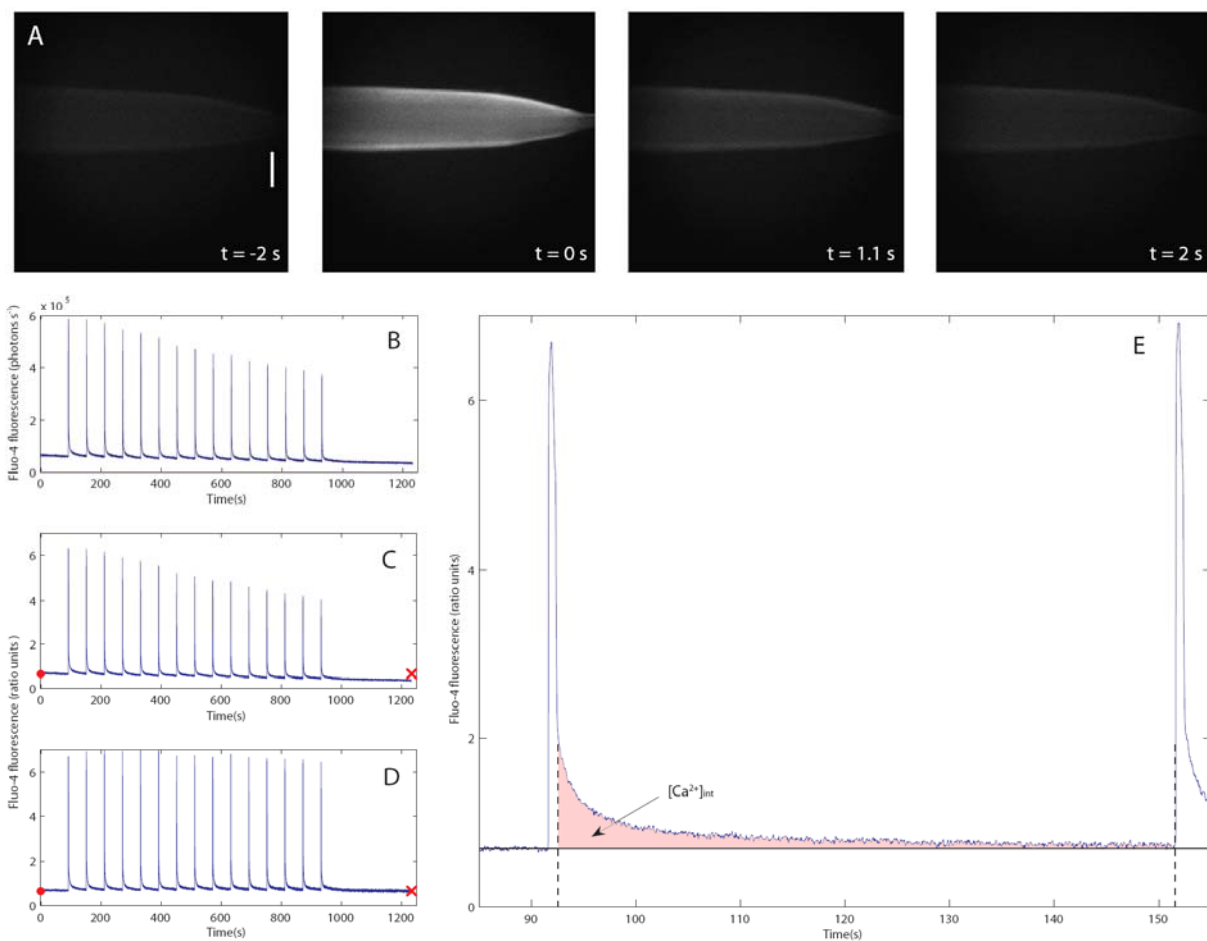 A
t = -2 s
t = 0 s
t = 1.1 s
t = 2 s
x 10 5
Fluo-4 fluorescence (photons s-1)
6
4
2
0
B
0 200 400 600 800 1000 1200
Time(s)
Fluo-4 fluorescence (ratio units)
6
4
2
0
C
0 200 400 600 800 1000 1200
Time(s)
6
4
2
0
D
0 200 400 600 800 1000 1200
Time(s)
Fluo-4 fluorescence (ratio units)
6
4
2
0
E
[Ca2+]int
90 100 110 120 130 140 150
Time(s)